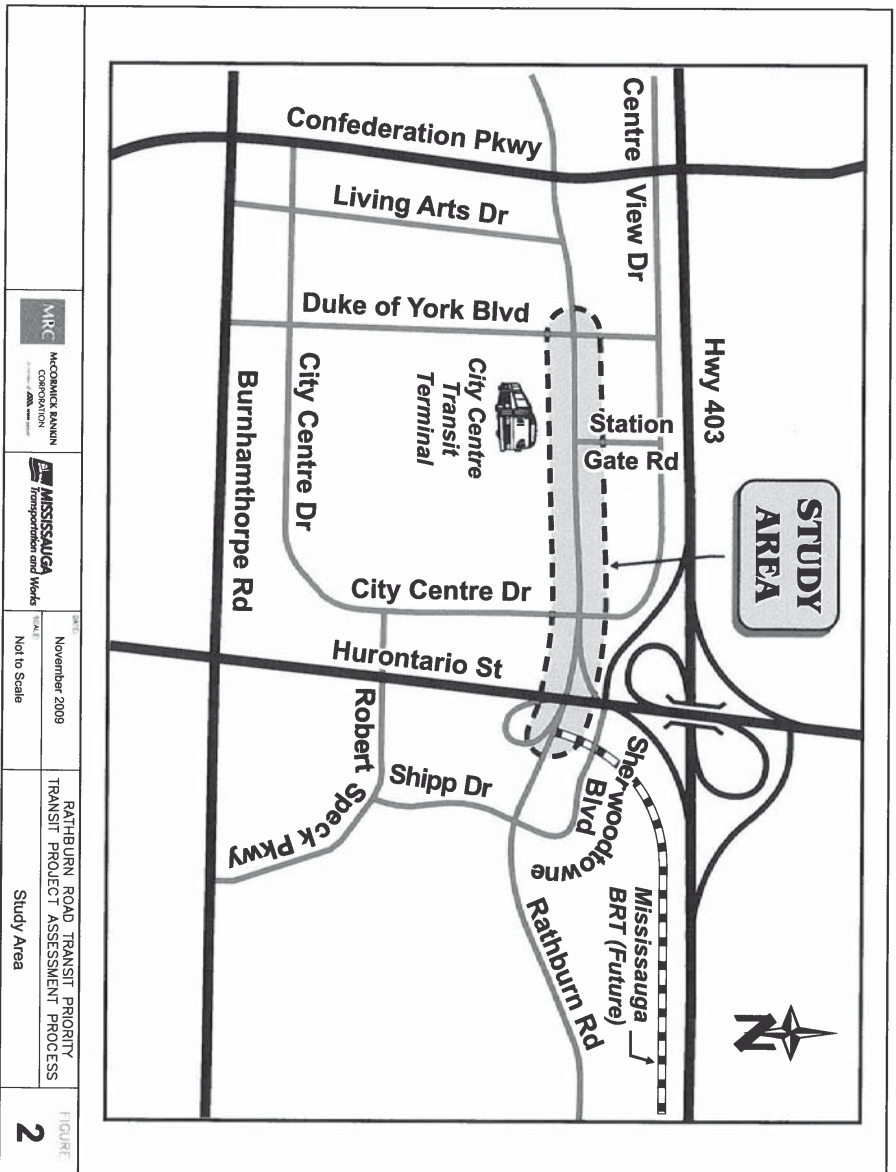 Centre View Dr
Hwy 403
STUDY
AREA
Confederation Pkwy
Living Arts Dr
Duke of York Blvd
City Centre
Transit
Terminal
Station
Gate Rd
City Centre Dr
City Centre Dr
Burnhamthorpe Rd
Hurontario St
Robert Speck Pkwy
Shipp Dr
Sherwoodtowne
Blvd
Rathburn Rd
Mississauga
BRT (Future)
N
MRC
McCORMICK RANKIN
CORPORATION
MISSISSAUGA
Transportation and Works
DATE:
November 2009
SCALE:
Not to Scale
RATHBURN ROAD TRANSIT PRIORITY
TRANSIT PROJECT ASSESSMENT PROCESS
Study Area
FIGURE
2